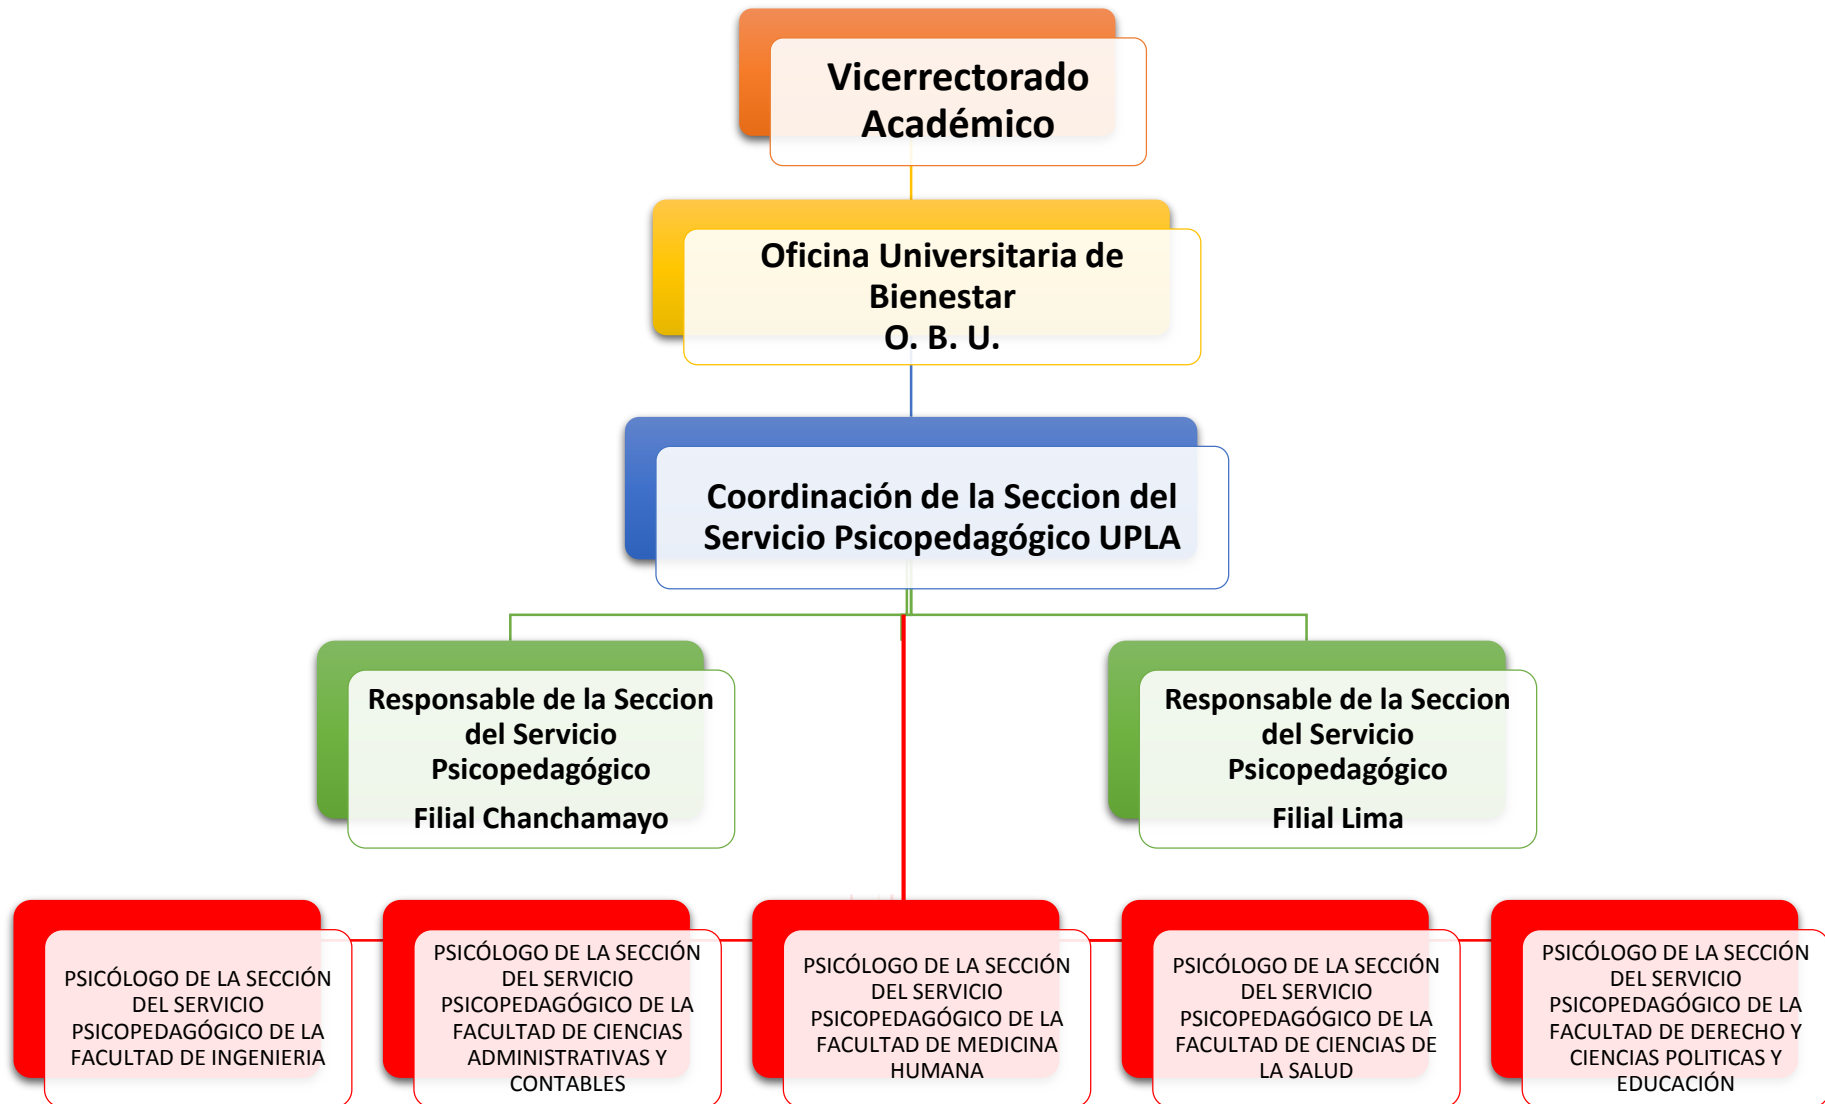 Vicerrectorado
Académico
Oficina Universitaria de
Bienestar
O. B. U.
Coordinación de la Seccion del
Servicio Psicopedagógico UPLA
Responsable de la Seccion
del Servicio
Psicopedagógico
Filial Chanchamayo
Responsable de la Seccion
del Servicio
Psicopedagógico
Filial Lima
PSICÓLOGO DE LA SECCIÓN
DEL SERVICIO
PSICOPEDAGÓGICO DE LA
FACULTAD DE INGENIERIA
PSICÓLOGO DE LA SECCIÓN
DEL SERVICIO
PSICOPEDAGÓGICO DE LA
FACULTAD DE CIENCIAS
ADMINISTRATIVAS Y
CONTABLES
PSICÓLOGO DE LA SECCIÓN
DEL SERVICIO
PSICOPEDAGÓGICO DE LA
FACULTAD DE MEDICINA
HUMANA
PSICÓLOGO DE LA SECCIÓN
DEL SERVICIO
PSICOPEDAGÓGICO DE LA
FACULTAD DE CIENCIAS DE
LA SALUD
PSICÓLOGO DE LA SECCIÓN
DEL SERVICIO
PSICOPEDAGÓGICO DE LA
FACULTAD DE DERECHO Y
CIENCIAS POLITICAS Y
EDUCACIÓN